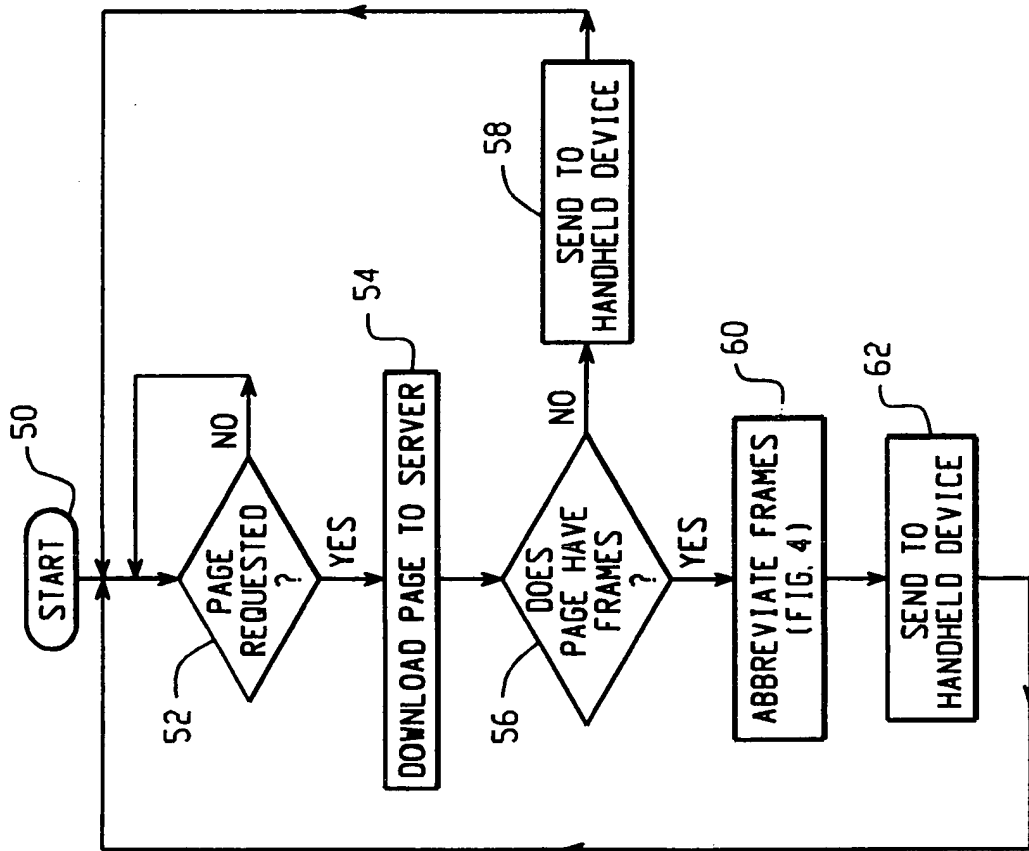 START
50
PAGE
REQUESTED
?
52
NO
YES
DOWNLOAD PAGE TO SERVER
54
DOES
PAGE HAVE
FRAMES
?
56
NO
SEND TO
HANDHELD DEVICE
58
YES
ABBREVIATE FRAMES
(FIG. 4)
60
SEND TO
HANDHELD DEVICE
62